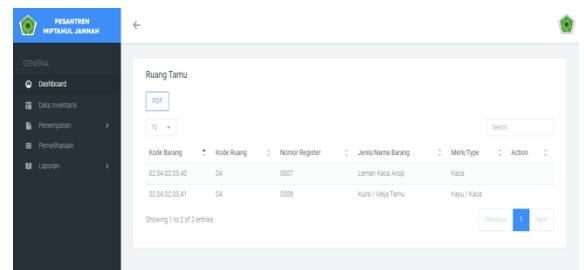 PESANTREN
MIFTAHUL JANNAH
←
GENERAL
Dashboard
Data Inventaris
Penempatan >
Pemeliharaan
Laporan >
Ruang Tamu
PDF
10
Search
Kode Barang Kode Ruang Nomor Register Jenis/Nama Barang Merk/Type Action
02.04.02.05.40 04 0007 Lemari Kaca Arsip Kaca
02.04.02.05.41 04 0008 Kursi / Meja Tamu Kayu / Kaca
Showing 1 to 2 of 2 entries
Previous 1 Next